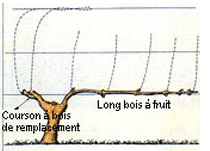 Long bois á fruit
Courson à bois
de remplacement